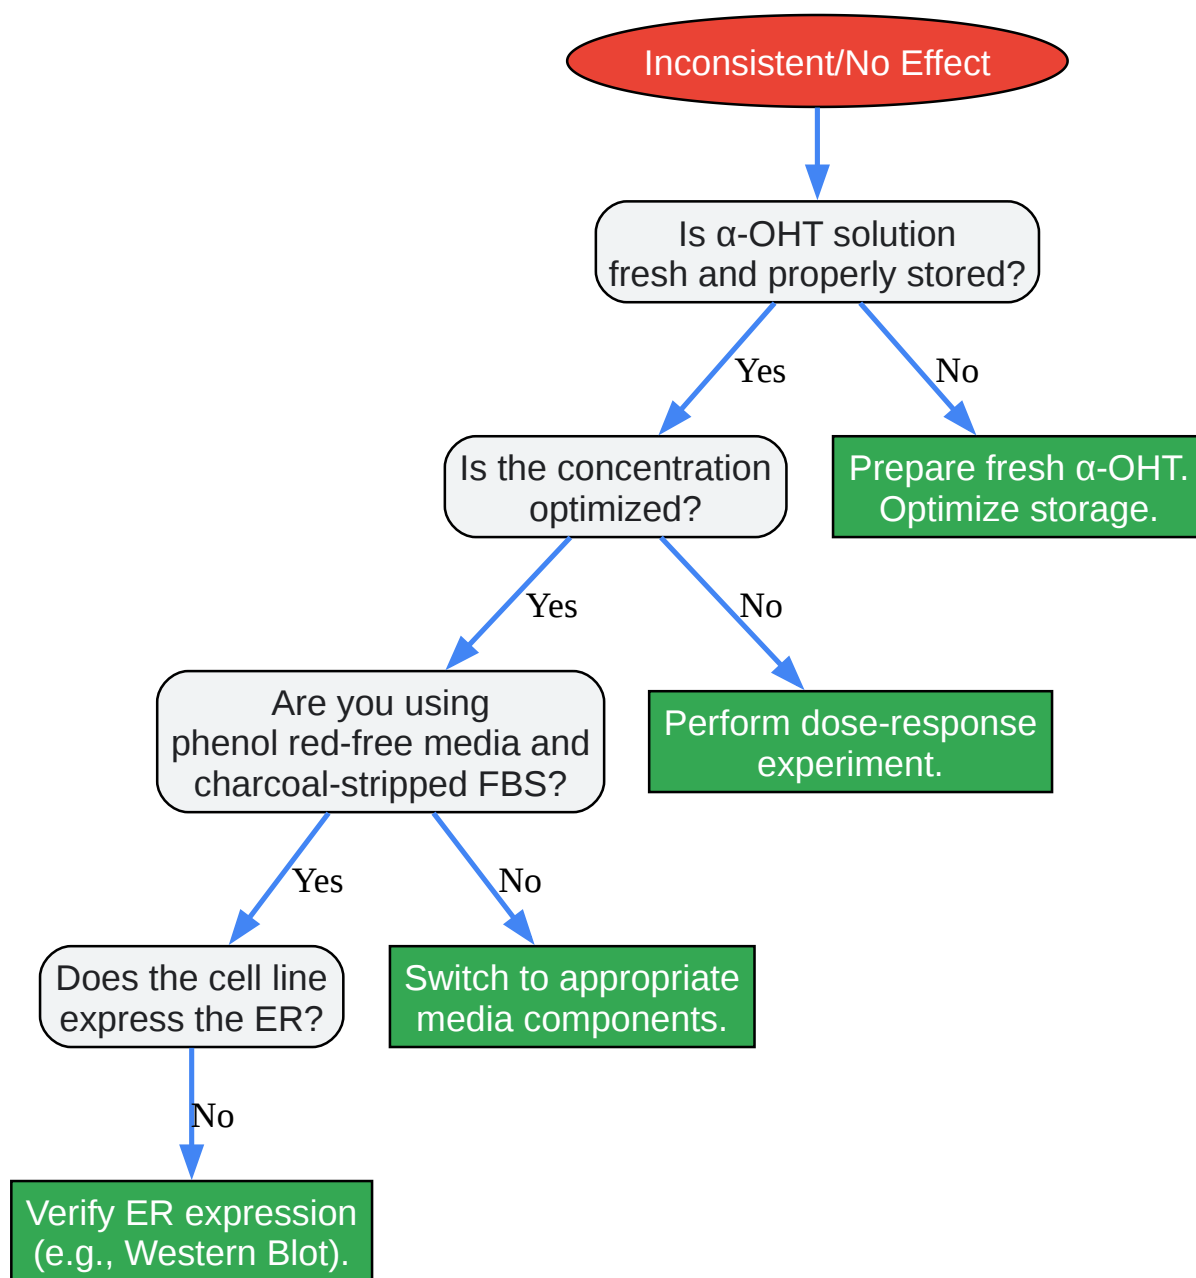 Inconsistent/No Effect
Is α-OHT solution
fresh and properly stored?
Yes
No
Is the concentration
optimized?
Prepare fresh α-OHT.
Optimize storage.
Yes
No
Are you using
phenol red-free media and
charcoal-stripped FBS?
Perform dose-response
experiment.
Yes
No
Does the cell line
express the ER?
Switch to appropriate
media components.
No
Verify ER expression
(e.g., Western Blot).